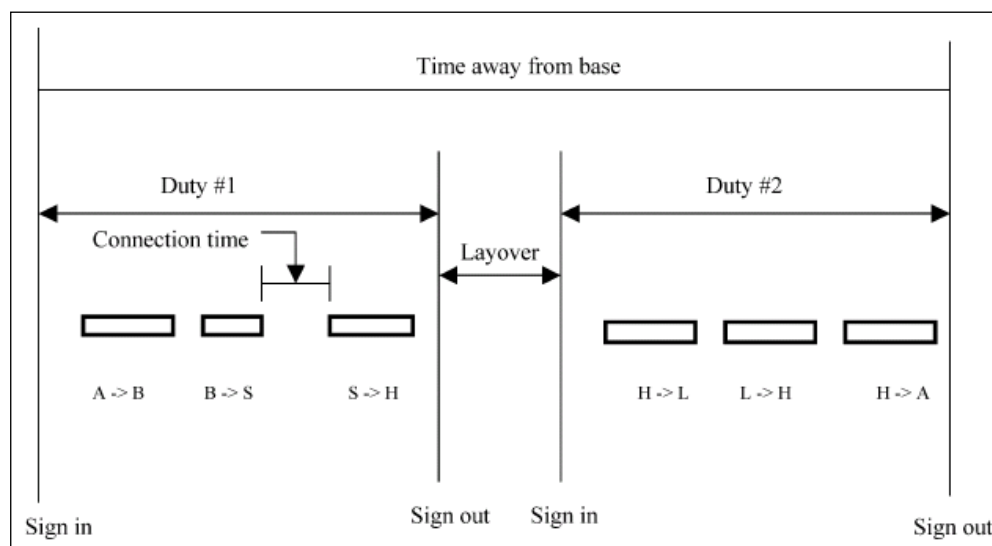 Time away from base
Duty #1
Duty #2
Connection time
Layover
A -> B
B -> S
S -> H
H -> L
L -> H
H -> A
Sign in
Sign out
Sign in
Sign out